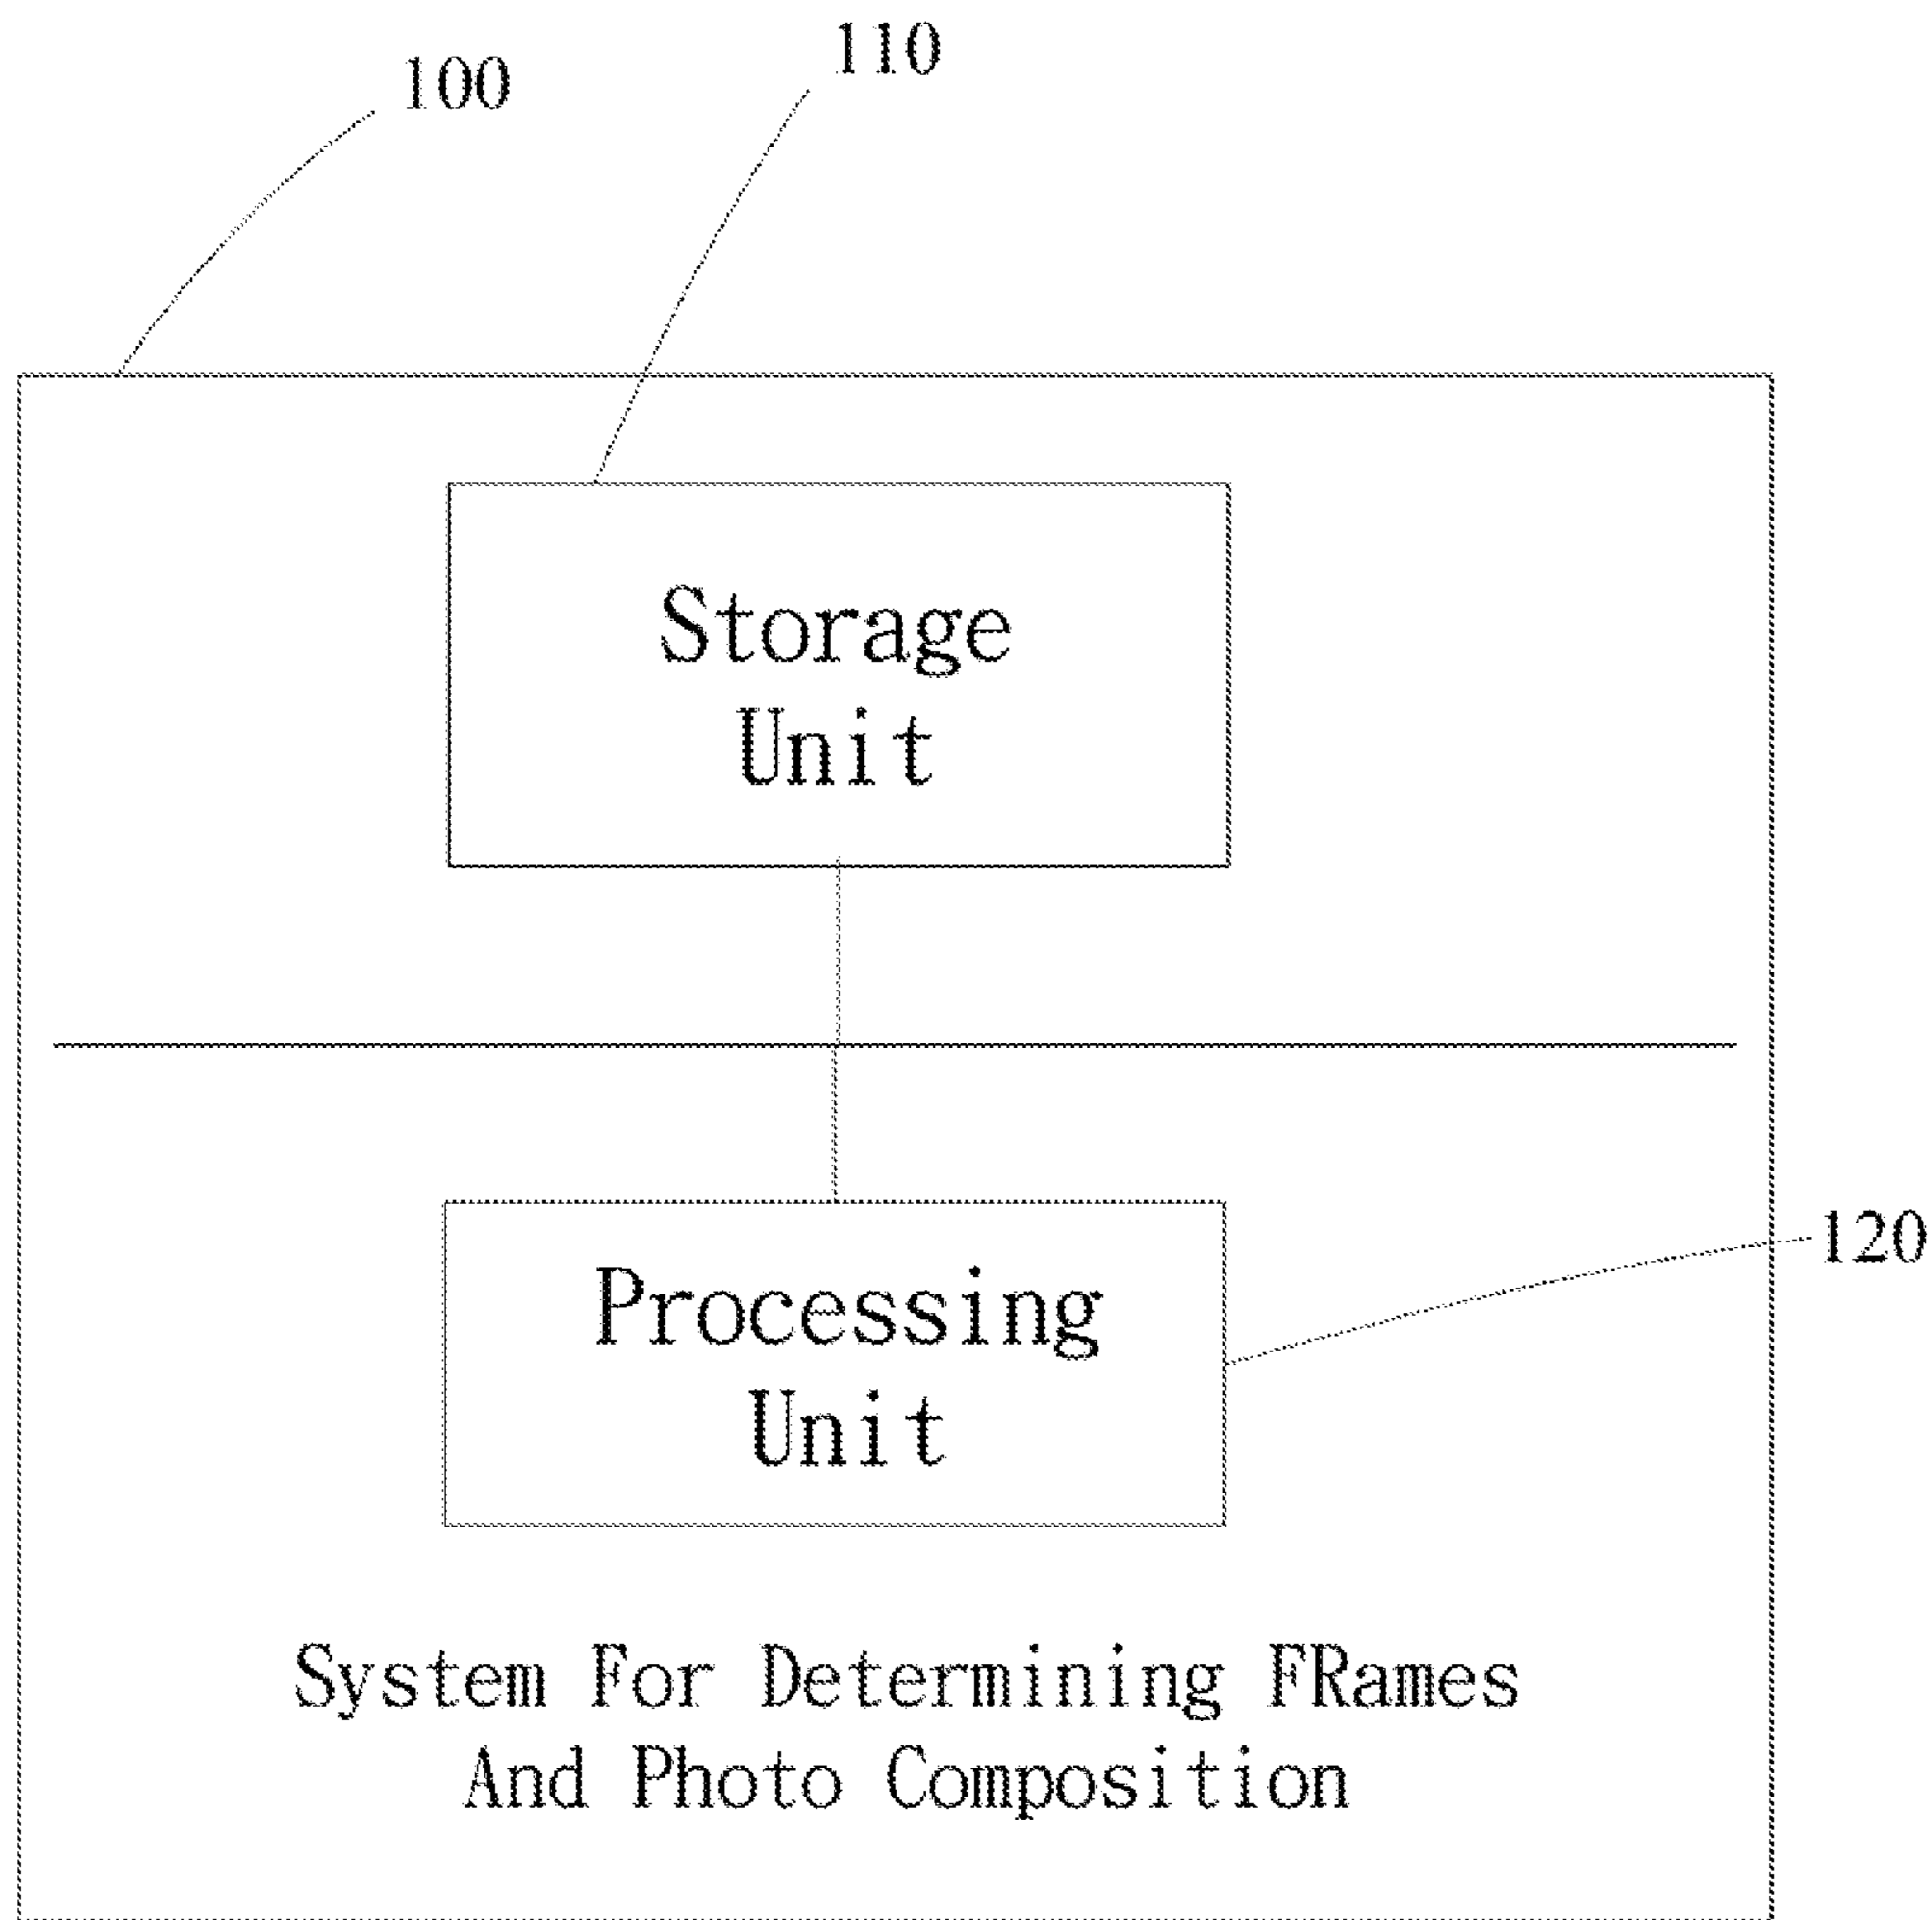 110
100
Storage
Unit
120
Processing
Unit
System For Determining FRames
And Photo Composition